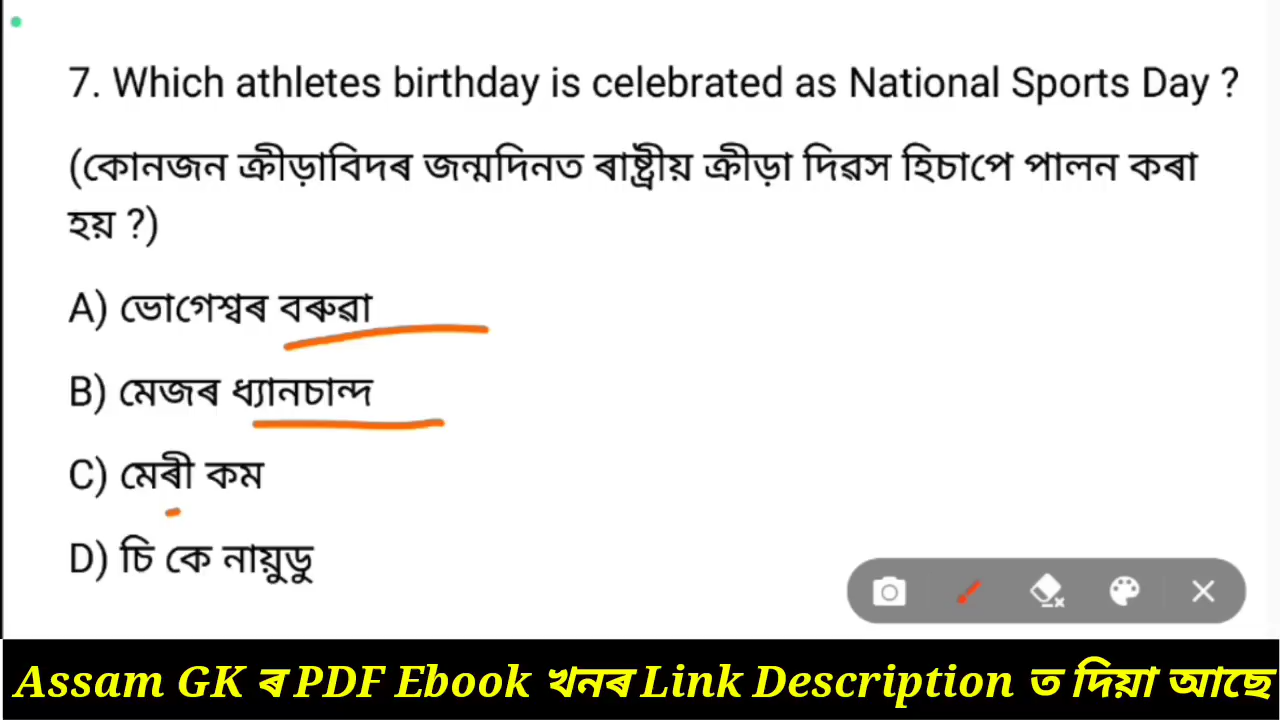 7. Which athletes birthday is celebrated as National Sports Day ?
(কোনজন ক্ৰীড়াবিদৰ জন্মদিনত ৰাষ্ট্ৰীয় ক্ৰীড়া দিৱস হিচাপে পালন কৰা
হয় ?)
A) ভোগেশ্বৰ বৰুৱা
B) মেজৰ ধ্যানচান্দ
C) মেৰী কম
D) চি কে নায়ুডু
Assam GK ৰ PDF Ebook খনৰ Link Description ত দিয়া আছে